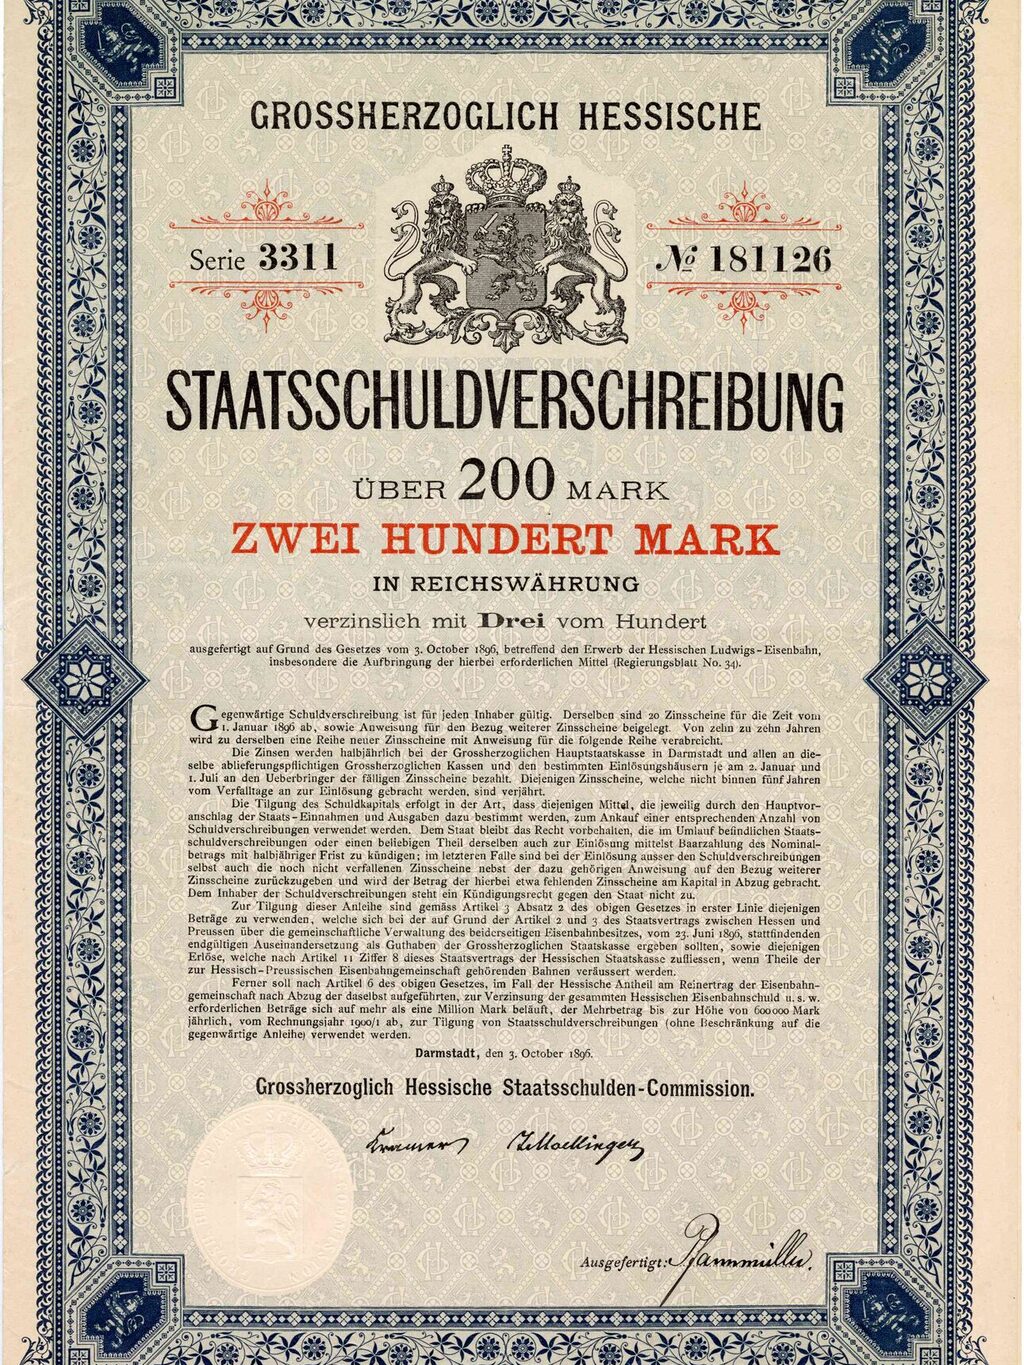 GROSSHERZOGLICH HESSISCHE
Serie 3311
№ 181126
STAATSSCHULDVERSCHREIBUNG
ÜBER 200 MARK
ZWEI HUNDERT MARK
IN REICHSWÄHRUNG
verzinslich mit Drei vom Hundert
ausgefertigt auf Grund des Gesetzes vom 3. October 1896, betreffend den Erwerb der Hessischen Ludwigs-Eisenbahn,
insbesondere die Aufbringung der hierbei erforderlichen Mittel (Regierungsblatt No. 34).
Gegenwärtige Schuldverschreibung ist für jeden Inhaber gültig. Derselben sind 20 Zinsscheine für die Zeit vom
1. Januar 1896 ab, sowie Anweisung für den Bezug weiterer Zinsscheine beigelegt. Von zehn zu zehn Jahren
wird zu derselben eine Reihe neuer Zinsscheine mit Anweisung für die folgende Reihe verabreicht.
Die Zinsen werden halbjährlich bei der Grossherzoglichen Hauptstaatskasse in Darmstadt und allen an die-
selbe ablieferungspflichtigen Grossherzoglichen Kassen und den bestimmten Einlösungshäusern je am 2. Januar und
1. Juli an den Ueberbringer der fälligen Zinsscheine bezahlt. Diejenigen Zinsscheine, welche nicht binnen fünf Jahren
vom Verfalltage an zur Einlösung gebracht werden, sind verjährt.
Die Tilgung des Schuldkapitals erfolgt in der Art, dass diejenigen Mittel, die jeweilig durch den Hauptvor-
anschlag der Staats-Einnahmen und Ausgaben dazu bestimmt werden, zum Ankauf einer entsprechenden Anzahl von
Schuldverschreibungen verwendet werden. Dem Staat bleibt das Recht vorbehalten, die im Umlauf befindlichen Staats-
schuldverschreibungen oder einen beliebigen Theil derselben auch zur Einlösung mittelst Baarzahlung des Nominal-
betrags mit halbjähriger Frist zu kündigen; im letzteren Falle sind bei der Einlösung ausser den Schuldverschreibungen
selbst auch die noch nicht verfallenen Zinsscheine nebst der dazu gehörigen Anweisung auf den Bezug weiterer
Zinsscheine zurückzugeben und wird der Betrag der hierbei etwa fehlenden Zinsscheine am Kapital in Abzug gebracht.
Dem Inhaber der Schuldverschreibungen steht ein Kündigungsrecht gegen den Staat nicht zu.
Zur Tilgung dieser Anleihe sind gemäss Artikel 3 Absatz 2 des obigen Gesetzes in erster Linie diejenigen
Beträge zu verwenden, welche sich bei der auf Grund der Artikel 2 und 3 des Staatsvertrags zwischen Hessen und
Preussen über die gemeinschaftliche Verwaltung des beiderseitigen Eisenbahnbesitzes, vom 23. Juni 1896, stattfindenden
endgültigen Auseinandersetzung als Guthaben der Grossherzoglichen Staatskasse ergeben sollten, sowie diejenigen
Erlöse, welche nach Artikel 11 Ziffer 8 dieses Staatsvertrags der Hessischen Staatskasse zufliessen, wenn Theile der
zur Hessisch-Preussischen Eisenbahngemeinschaft gehörenden Bahnen veräussert werden.
Ferner soll nach Artikel 6 des obigen Gesetzes, im Fall der Hessische Antheil am Reinertrag der Eisenbahn-
gemeinschaft nach Abzug der daselbst aufgeführten, zur Verzinsung der gesammten Hessischen Eisenbahnschuld u. s. w.
erforderlichen Beträge sich auf mehr als eine Million Mark beläuft, der Mehrbetrag bis zur Höhe von 600000 Mark
jährlich, vom Rechnungsjahr 1900/1 ab, zur Tilgung von Staatsschuldverschreibungen (ohne Beschränkung auf die
gegenwärtige Anleihe) verwendet werden.
Darmstadt, den 3. October 1896.
Grossherzoglich Hessische Staatsschulden-Commission.
Kramer
Ausgefertigt: Pfannmüller.